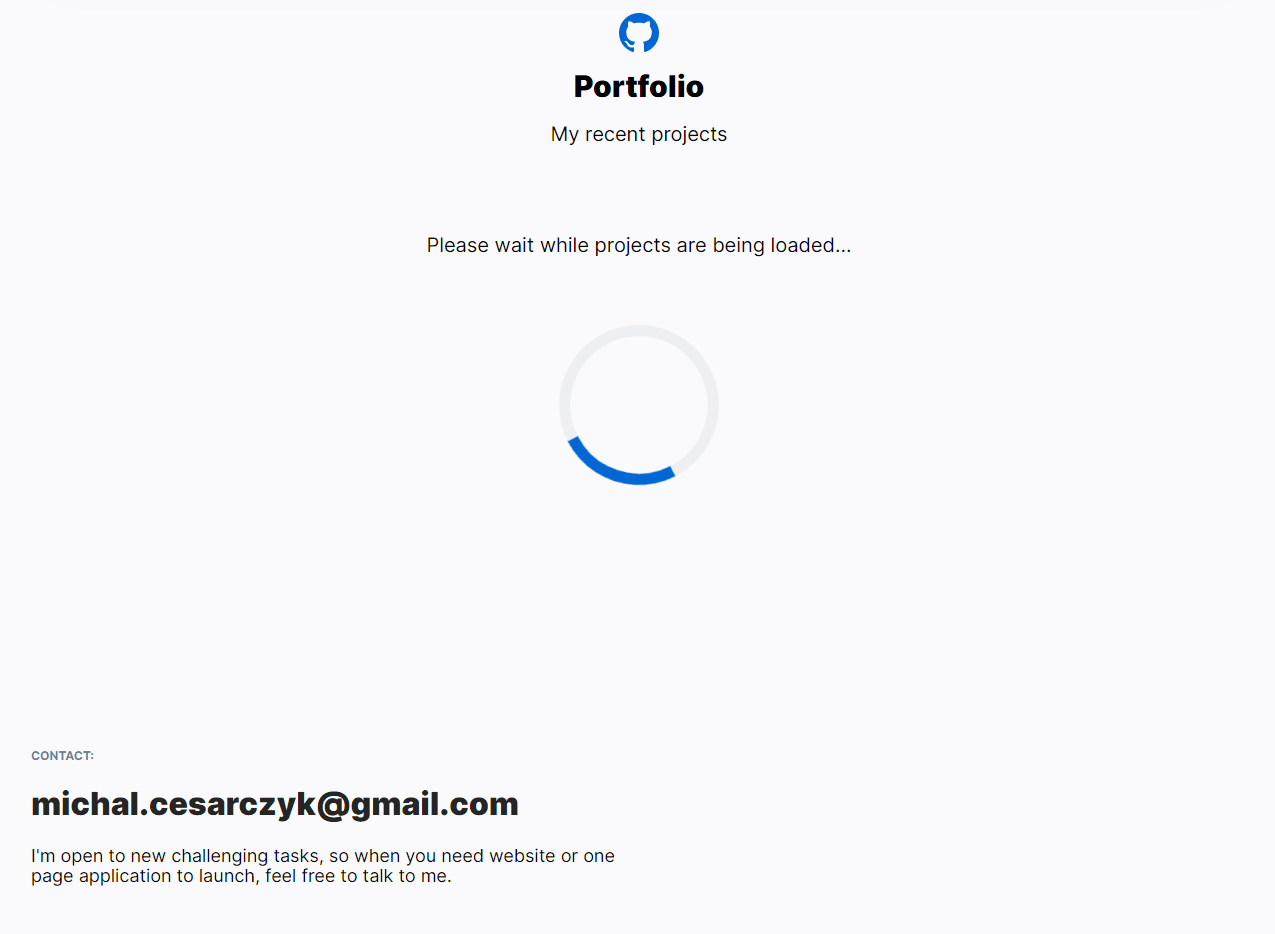 Portfolio
My recent projects
Please wait while projects are being loaded...
CONTACT:
michal.cesarczyk@gmail.com
I'm open to new challenging tasks, so when you need website or one
page application to launch, feel free to talk to me.